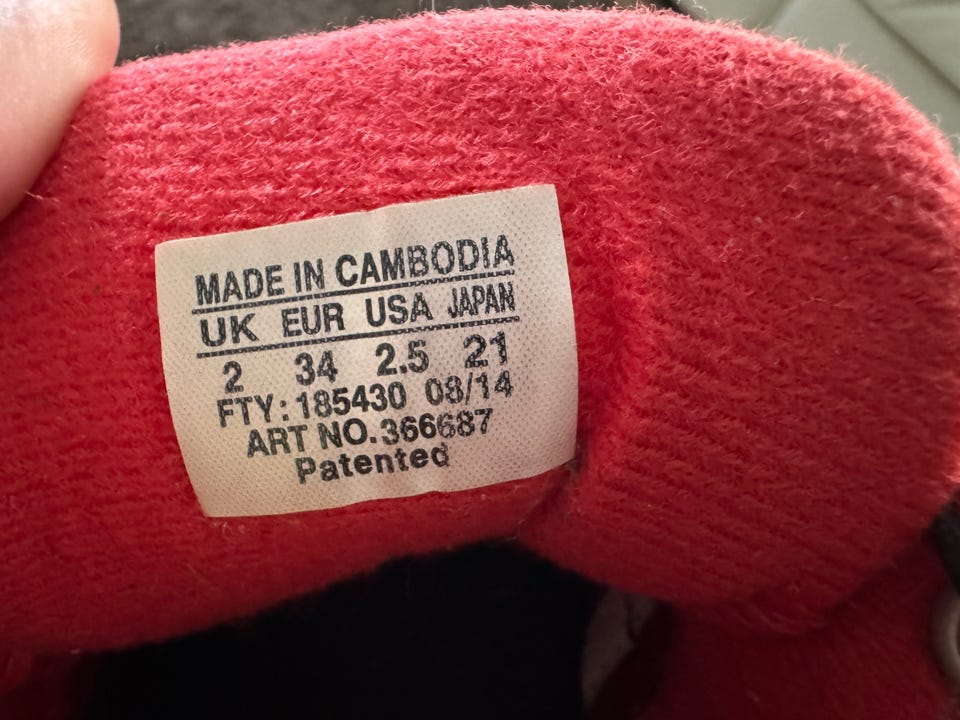 MADE IN CAMBODIA
UK EUR USA JAPAN
2 34 2.5 21
FTY: 185430 08/14
ART NO. 366687
Patented